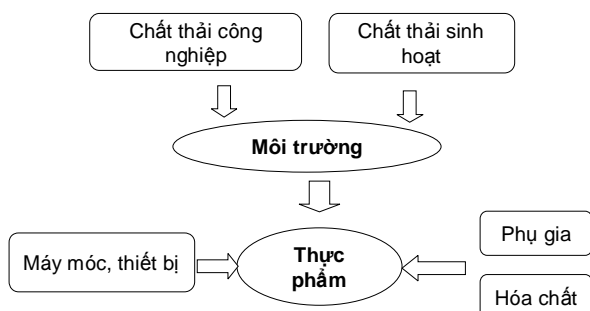 Chất thải công
nghiệp
Chất thải sinh
hoạt
Môi trường
Máy móc, thiết bị
Thực
phẩm
Phụ gia
Hóa chất